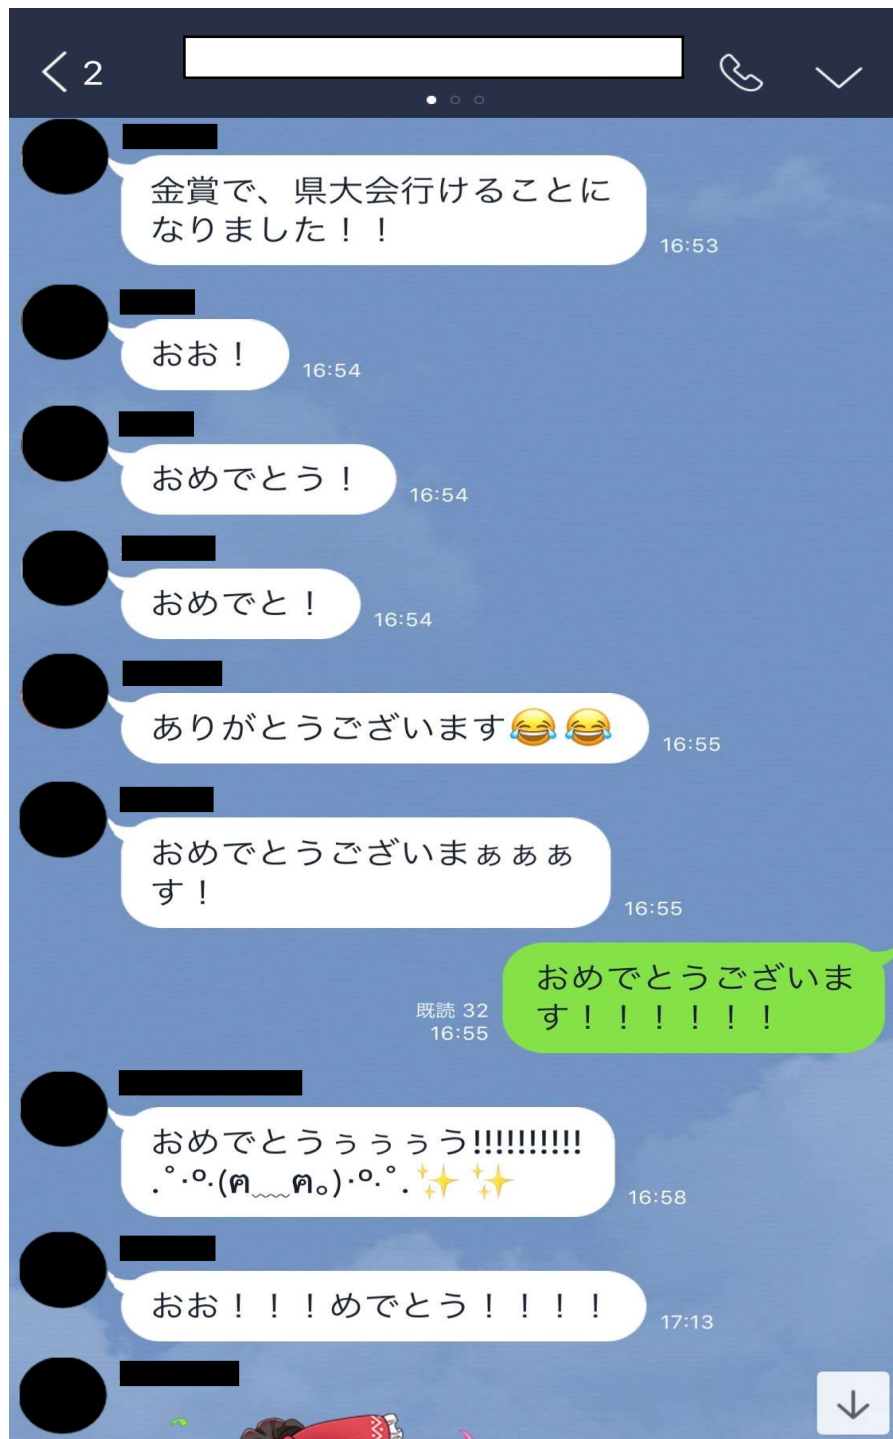 2
金賞で、県大会行けることに
なりました！！
16:53
おお！
16:54
おめでとう！
16:54
おめでと！
16:54
ありがとうございます😂😂
16:55
おめでとうございまぁぁぁ
す！
16:55
おめでとうございま
す！！！！！！
既読 32
16:55
おめでとうぅぅぅう!!!!!!!!!!
.˚‧º·(ฅ﹏ฅ｡)‧º·˚.✨✨
16:58
おお！！！めでとう！！！！
17:13